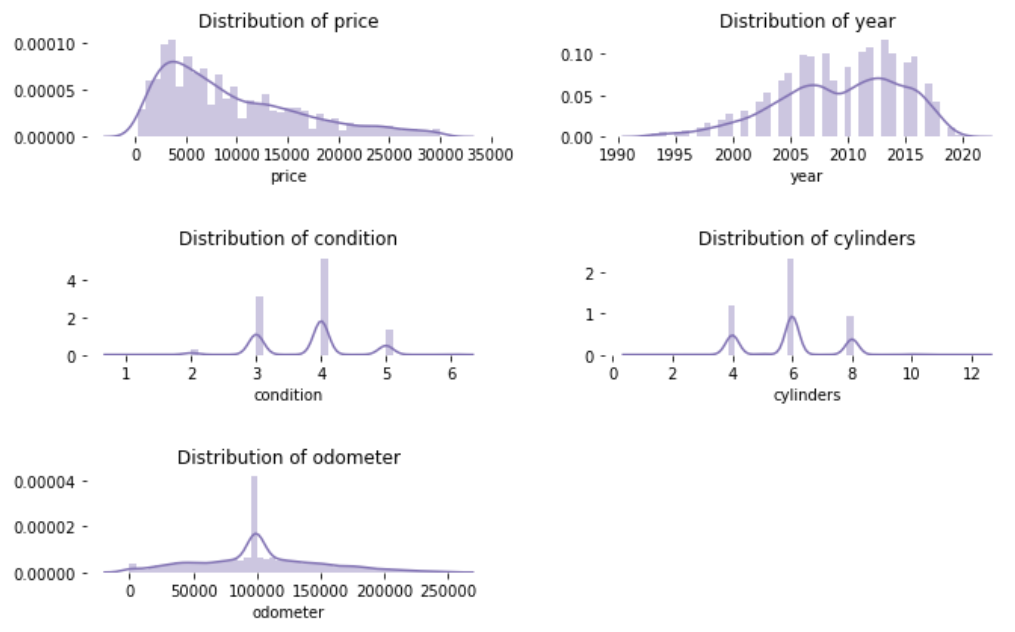 Distribution of price
0.00010
0.00005
0.00000
0 5000 10000 15000 20000 25000 30000 35000
price
Distribution of year
0.10
0.05
0.00
1990 1995 2000 2005 2010 2015 2020
year
Distribution of condition
4
2
0
1 2 3 4 5 6
condition
Distribution of cylinders
2
1
0
0 2 4 6 8 10 12
cylinders
Distribution of odometer
0.00004
0.00002
0.00000
0 50000 100000 150000 200000 250000
odometer